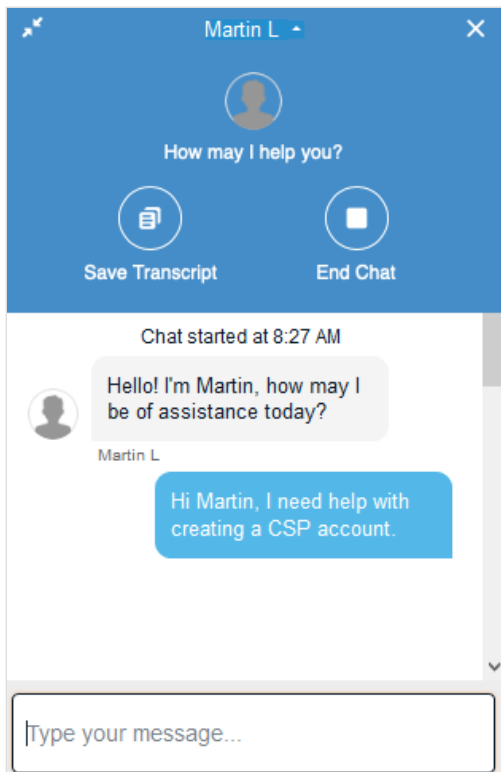 Martin L
How may I help you?
Save Transcript
End Chat
Chat started at 8:27 AM
Hello! I'm Martin, how may I
be of assistance today?
Martin L
Hi Martin, I need help with
creating a CSP account.
Type your message...